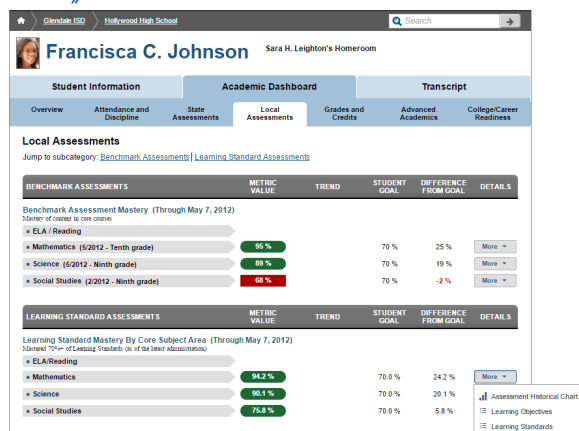 »
Glendale ISD Hollywood High School Search
Francisca C. Johnson Sara H. Leighton's Homeroom
Student Information Academic Dashboard Transcript
Overview Attendance and Discipline State Assessments Local Assessments Grades and Credits Advanced Academics College/Career Readiness
Local Assessments
Jump to subcategory: Benchmark Assessments | Learning Standard Assessments
BENCHMARK ASSESSMENTS METRIC VALUE TREND STUDENT GOAL DIFFERENCE FROM GOAL DETAILS
Benchmark Assessment Mastery (Through May 7, 2012)
Mastery of content in core courses
ELA / Reading
Mathematics (5/2012 - Tenth grade) 95 % 70 % 25 % More
Science (5/2012 - Ninth grade) 89 % 70 % 19 % More
Social Studies (2/2012 - Ninth grade) 68 % 70 % -2 % More
LEARNING STANDARD ASSESSMENTS METRIC VALUE TREND STUDENT GOAL DIFFERENCE FROM GOAL DETAILS
Learning Standard Mastery By Core Subject Area (Through May 7, 2012)
Mastered 70%+ of Learning Standards (as of the latest administration)
ELA/Reading
Mathematics 94.2 % 70.0 % 24.2 % More
Science 90.1 % 70.0 % 20.1 % Assessment Historical Chart
Social Studies 75.8 % 70.0 % 5.8 % Learning Objectives
Learning Standards